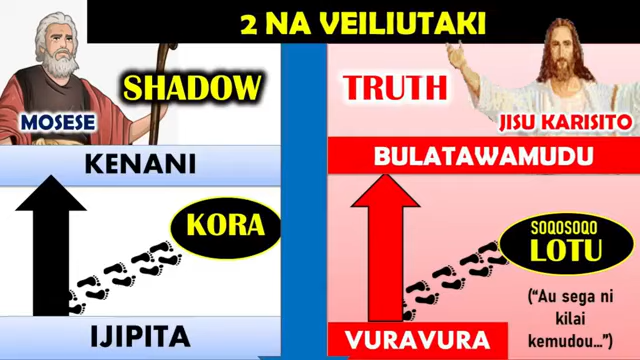 2 NA VEILIUTAKI
SHADOW
MOSESE
KENANI
KORA
IJIPITA
TRUTH
JISU KARISITO
BULATAWAMUDU
SOQOSOQO
LOTU
("Au sega ni
kilai
kemudou...")
VURAVURA